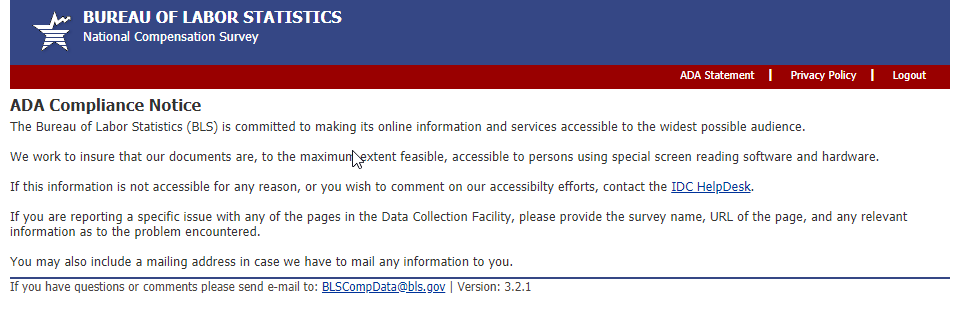 BUREAU OF LABOR STATISTICS
National Compensation Survey
ADA Statement | Privacy Policy | Logout
ADA Compliance Notice
The Bureau of Labor Statistics (BLS) is committed to making its online information and services accessible to the widest possible audience.
We work to insure that our documents are, to the maximum extent feasible, accessible to persons using special screen reading software and hardware.
If this information is not accessible for any reason, or you wish to comment on our accessibilty efforts, contact the IDC HelpDesk.
If you are reporting a specific issue with any of the pages in the Data Collection Facility, please provide the survey name, URL of the page, and any relevant
information as to the problem encountered.
You may also include a mailing address in case we have to mail any information to you.
If you have questions or comments please send e-mail to: BLSCompData@bls.gov | Version: 3.2.1